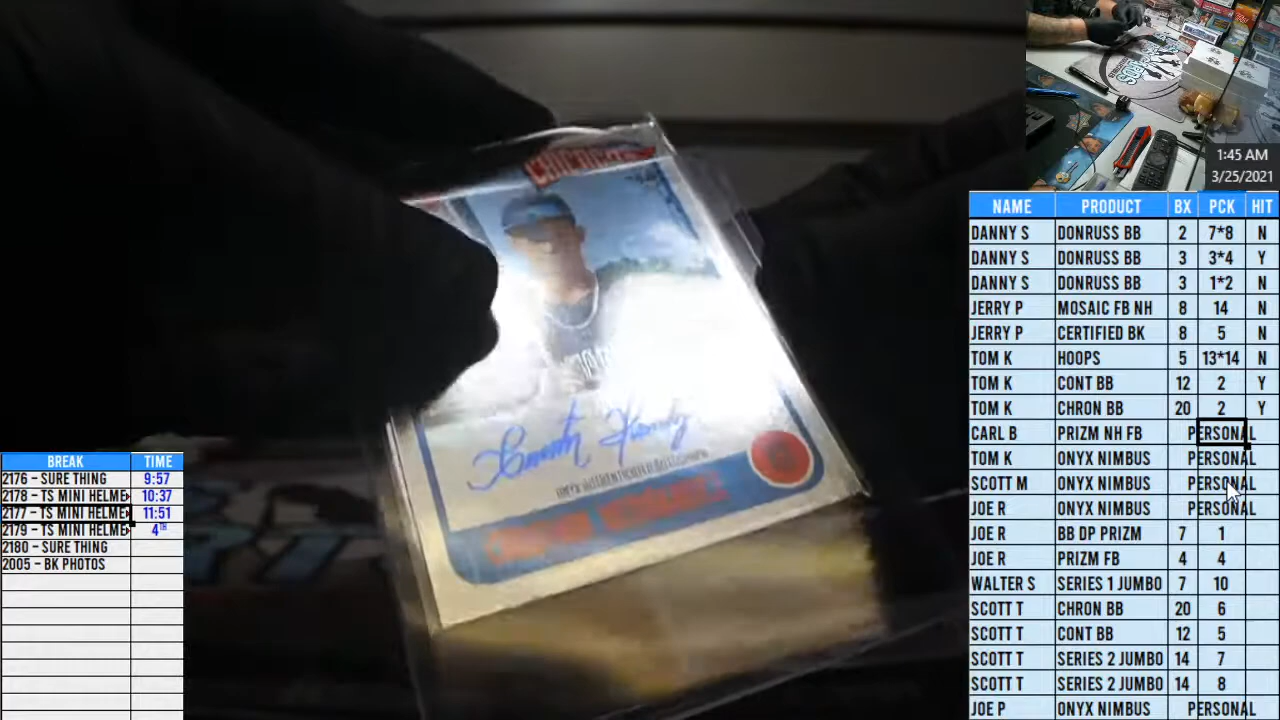 1:45 AM
3/25/2021
NAME PRODUCT BX PCK HIT
DANNY S DONRUSS BB 2 7*8 N
DANNY S DONRUSS BB 3 3*4 Y
DANNY S DONRUSS BB 3 1*2 N
JERRY P MOSAIC FB NH 8 14 N
JERRY P CERTIFIED BK 8 5 N
TOM K HOOPS 5 13*14 N
TOM K CONT BB 12 2 Y
TOM K CHRON BB 20 2 Y
CARL B PRIZM NH FB PERSONAL
TOM K ONYX NIMBUS PERSONAL
SCOTT M ONYX NIMBUS PERSONAL
JOE R ONYX NIMBUS PERSONAL
JOE R BB DP PRIZM 7 1
JOE R PRIZM FB 4 4
WALTER S SERIES 1 JUMBO 7 10
SCOTT T CHRON BB 20 6
SCOTT T CONT BB 12 5
SCOTT T SERIES 2 JUMBO 14 7
SCOTT T SERIES 2 JUMBO 14 8
JOE P ONYX NIMBUS PERSONAL
BREAK TIME
2176 – SURE THING 9:57
2178 – TS MINI HELME 10:37
2177 – TS MINI HELME 11:51
2179 – TS MINI HELME 4TH
2180 – SURE THING
2005 – BK PHOTOS
ONYX AUTHENTICATED AUTOGRAPH